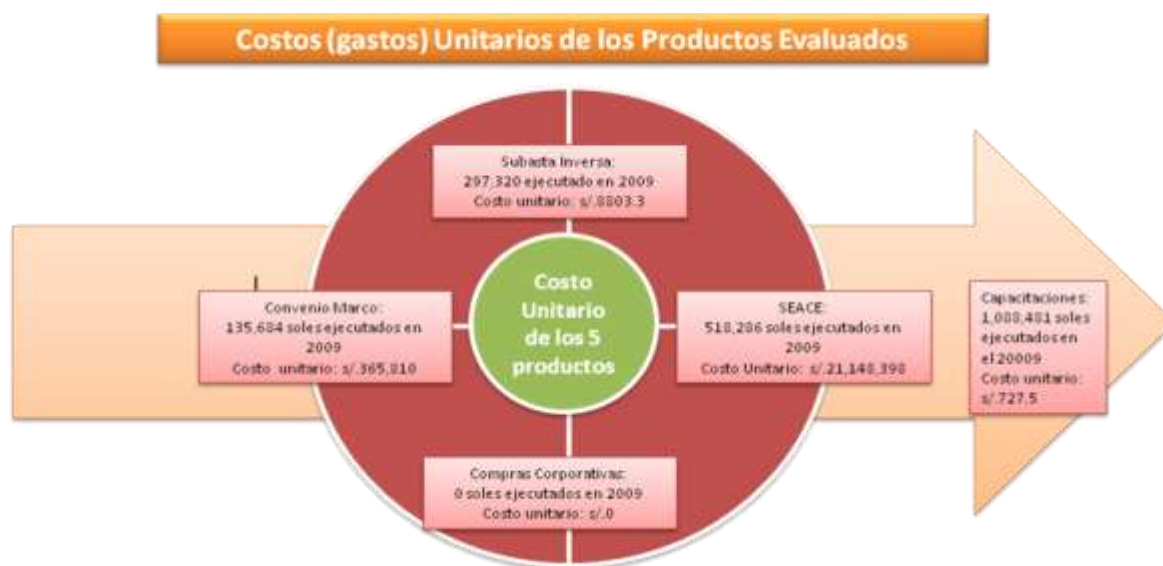 Costos (gastos) Unitarios de los Productos Evaluados
Subasta Inversa:
297,320 ejecutado en 2009
Costo unitario: s/.8803.3
Convenio Marco:
135,684 soles ejecutados en
2009
Costo unitario: s/.365,810
Costo
Unitario
de los 5
productos
SEACE:
518,286 soles ejecutados en
2009
Costo Unitario: s/.21,148,398
Capacitaciones:
1,088,481 soles
ejecutados en
el 20009
Costo unitario:
s/.727.5
Compras Corporativas:
0 soles ejecutados en 2009
Costo unitario: s/.0